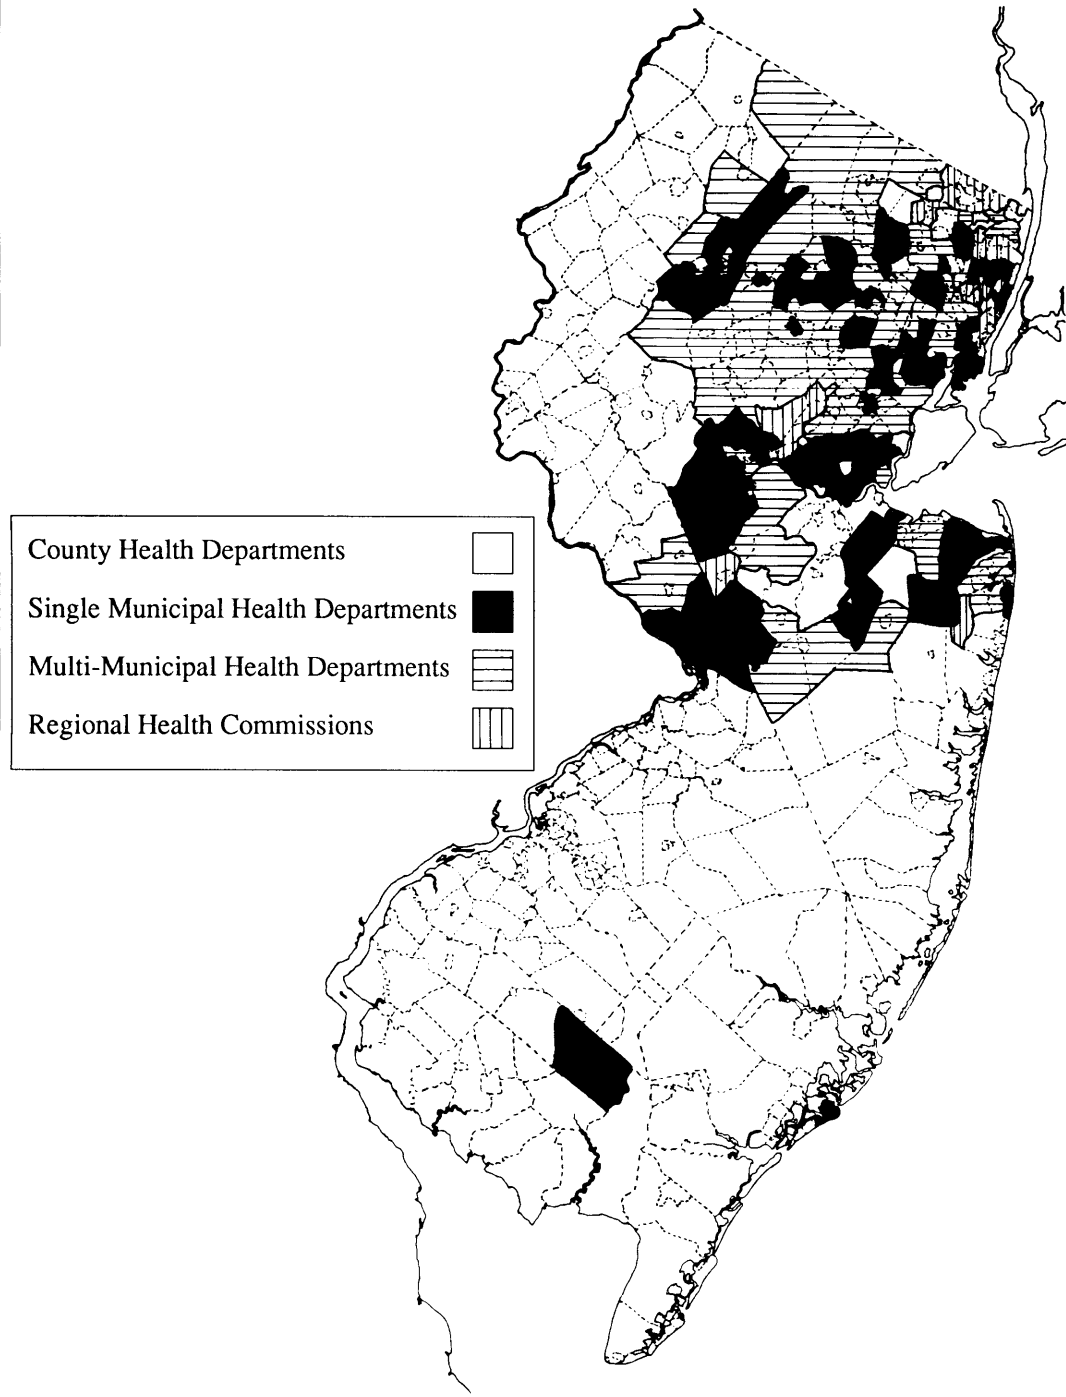 County Health Departments
Single Municipal Health Departments
Multi-Municipal Health Departments
Regional Health Commissions